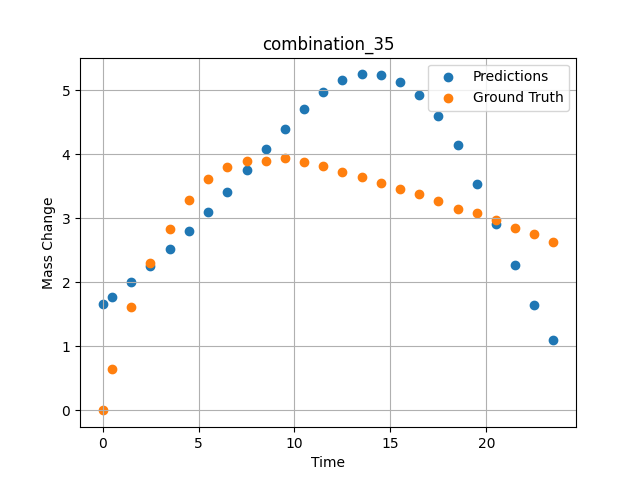 combination_35
Predictions
Ground Truth
Mass Change
5
4
3
2
1
0
0 5 10 15 20
Time